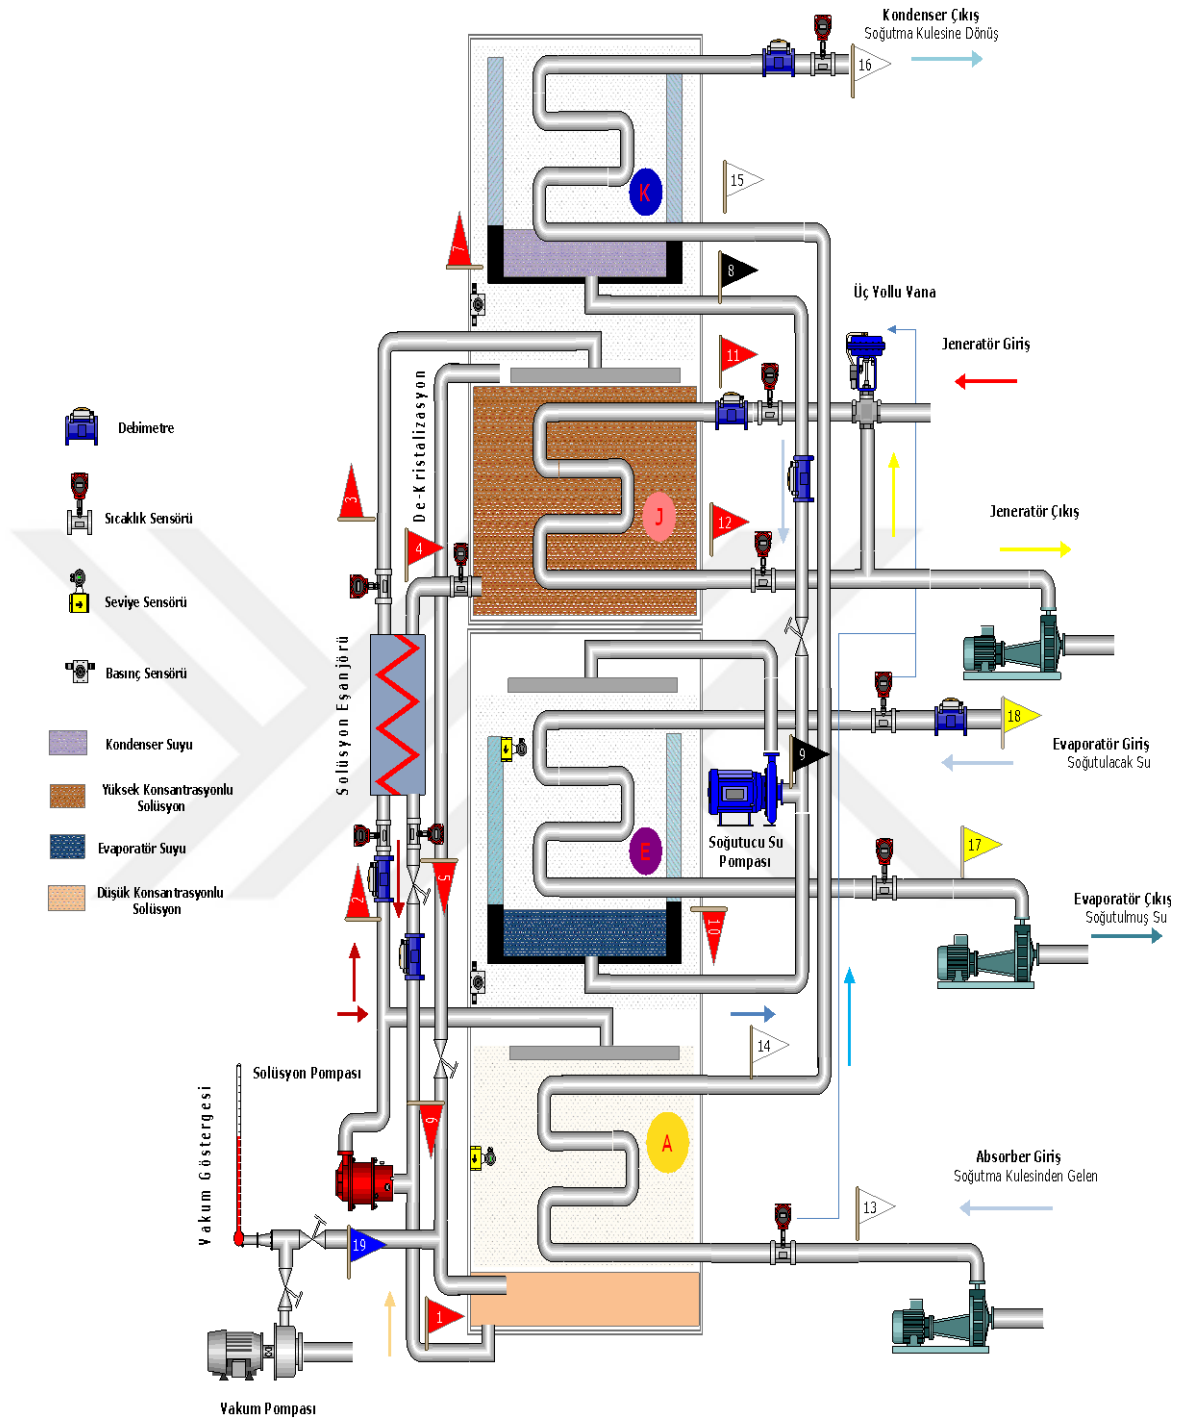 Kondenser Çıkış
Soğutma Kulesine Dönüş
16
15
K
7
8
Üç Yollu Vana
11
Jeneratör Giriş
De-Kristalizasyon
Debimetre
3
Sıcaklık Sensörü
J
12
Jeneratör Çıkış
4
Seviye Sensörü
Solüsyon Eşanjörü
Basınç Sensörü
18
Kondenser Suyu
Evaporatör Giriş
Soğutulacak Su
9
Yüksek Konsantrasyonlu
Solüsyon
Soğutucu Su
Pompası
E
17
Evaporatör Suyu
5
Düşük Konsantrasyonlu
Solüsyon
2
10
Evaporatör Çıkış
Soğutulmuş Su
14
Solüsyon Pompası
Vakum Göstergesi
6
A
Absorber Giriş
Soğutma Kulesinden Gelen
13
19
1
Vakum Pompası